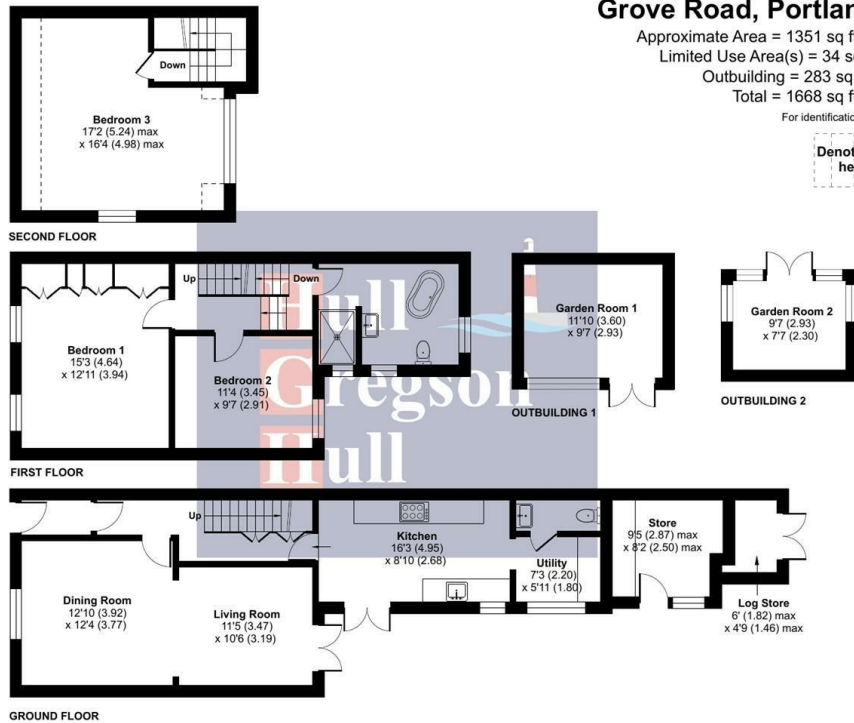 Grove Road, Portlan
Approximate Area = 1351 sq f
Limited Use Area(s) = 34 s
Outbuilding = 283 sq
Total = 1668 sq f
For identificatio
Denot
he
Down
Bedroom 3
17'2 (5.24) max
x 16'4 (4.98) max
SECOND FLOOR
Up
Down
Bedroom 1
15'3 (4.64)
x 12'11 (3.94)
Bedroom 2
11'4 (3.45)
x 9'7 (2.91)
FIRST FLOOR
Garden Room 1
11'10 (3.60)
x 9'7 (2.93)
OUTBUILDING 1
Garden Room 2
9'7 (2.93)
x 7'7 (2.30)
OUTBUILDING 2
Hull
Gregson
Hull
Up
Kitchen
16'3 (4.95)
x 8'10 (2.68)
Utility
7'3 (2.20)
x 5'11 (1.80)
Store
9'5 (2.87) max
x 8'2 (2.50) max
Log Store
6' (1.82) max
x 4'9 (1.46) max
Dining Room
12'10 (3.92)
x 12'4 (3.77)
Living Room
11'5 (3.47)
x 10'6 (3.19)
GROUND FLOOR